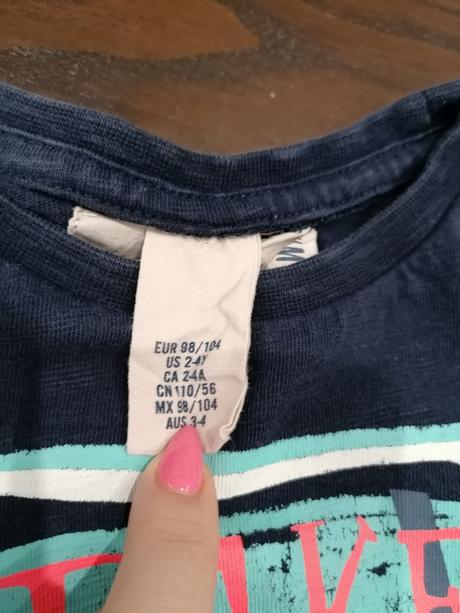 M
EUR 98/104
US 2-4Y
CA 2-4A
CN 110/56
MX 98/104
AUS 3-4